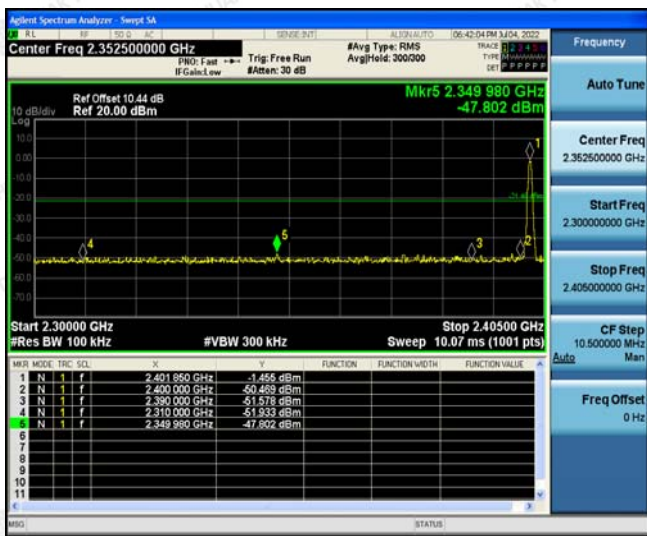 Agilent Spectrum Analyzer - Swept SA
RL RF 50 Ω AC SENSE:INT ALIGN AUTO 06:42:04 PM Jul 04, 2022
Center Freq 2.352500000 GHz
PNO: Fast
IFGain:Low
Trig: Free Run
#Atten: 30 dB
#Avg Type: RMS
Avg|Hold: 300/300
TRACE 1 2 3 4 5 6
TYPE
DET P P P P P P
Ref Offset 10.44 dB
Ref 20.00 dBm
10 dB/div
Log
Mkr5 2.349 980 GHz
-47.802 dBm
10.0
0.00
-10.0
-20.0
-30.0
-40.0
-50.0
-60.0
-70.0
1
2
3
4
5
Start 2.30000 GHz
Stop 2.40500 GHz
#Res BW 100 kHz
#VBW 300 kHz
Sweep 10.07 ms (1001 pts)
MKR MODE TRC SCL X Y FUNCTION FUNCTION WIDTH FUNCTION VALUE
1 N 1 f 2.401 850 GHz -1.455 dBm
2 N 1 f 2.400 000 GHz -50.469 dBm
3 N 1 f 2.390 000 GHz -51.578 dBm
4 N 1 f 2.310 000 GHz -51.933 dBm
5 N 1 f 2.349 980 GHz -47.802 dBm
6
7
8
9
10
11
MSG
STATUS
Frequency
Auto Tune
Center Freq
2.352500000 GHz
Start Freq
2.300000000 GHz
Stop Freq
2.405000000 GHz
CF Step
10.500000 MHz
Auto Man
Freq Offset
0 Hz